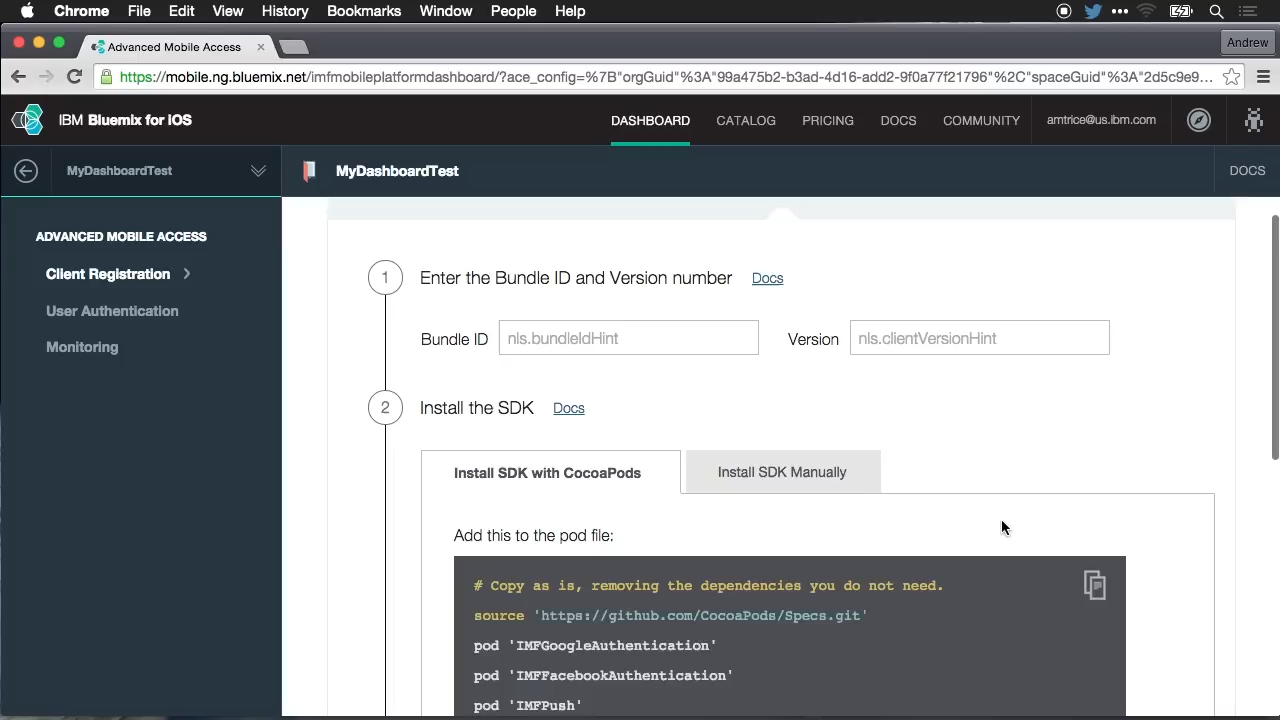 Chrome File Edit View History Bookmarks Window People Help
Advanced Mobile Access
Andrew
https://mobile.ng.bluemix.net/imfmobileplatformdashboard/?ace_config=%7B"orgGuid"%3A"99a475b2-b33d-4d16-add2-9f0a77f21796"%2C"spaceGuid"%3A"2d5c9e9...
IBM Bluemix for iOS
DASHBOARD CATALOG PRICING DOCS COMMUNITY amtrice@us.ibm.com
MyDashboardTest
MyDashboardTest
DOCS
ADVANCED MOBILE ACCESS
Client Registration
User Authentication
Monitoring
1 Enter the Bundle ID and Version number Docs
Bundle ID nls.bundleIdHint Version nls.clientVersionHint
2 Install the SDK Docs
Install SDK with CocoaPods Install SDK Manually
Add this to the pod file:
# Copy as is, removing the dependencies you do not need.
source 'https://github.com/CocoaPods/Specs.git'
pod 'IMFGoogleAuthentication'
pod 'IMFFacebookAuthentication'
pod 'IMFPush'